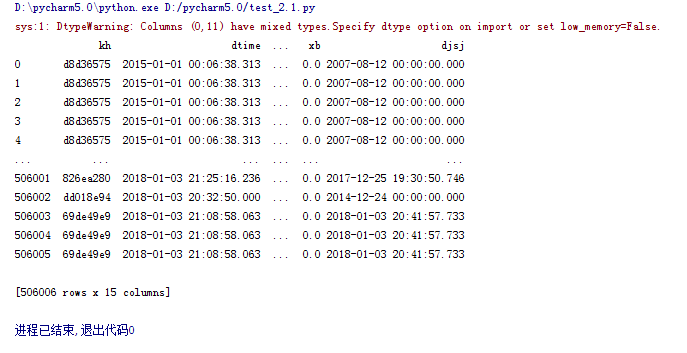 D:\pycharm5.0\python.exe D:/pycharm5.0/test_2.1.py
sys:1: DtypeWarning: Columns (0,11) have mixed types.Specify dtype option on import or set low_memory=False.
kh dtime ... xb djsj
0 d8d36575 2015-01-01 00:06:38.313 ... 0.0 2007-08-12 00:00:00.000
1 d8d36575 2015-01-01 00:06:38.313 ... 0.0 2007-08-12 00:00:00.000
2 d8d36575 2015-01-01 00:06:38.313 ... 0.0 2007-08-12 00:00:00.000
3 d8d36575 2015-01-01 00:06:38.313 ... 0.0 2007-08-12 00:00:00.000
4 d8d36575 2015-01-01 00:06:38.313 ... 0.0 2007-08-12 00:00:00.000
... ... ... ... ... ...
506001 826ea280 2018-01-03 21:25:16.236 ... 0.0 2017-12-25 19:30:50.746
506002 dd018e94 2018-01-03 20:32:50.000 ... 0.0 2014-12-24 00:00:00.000
506003 69de49e9 2018-01-03 21:08:58.063 ... 0.0 2018-01-03 20:41:57.733
506004 69de49e9 2018-01-03 21:08:58.063 ... 0.0 2018-01-03 20:41:57.733
506005 69de49e9 2018-01-03 21:08:58.063 ... 0.0 2018-01-03 20:41:57.733
[506006 rows x 15 columns]
进程已结束,退出代码0